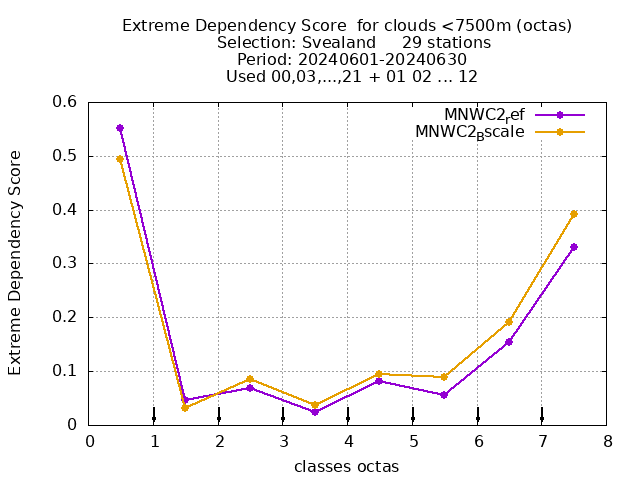 Extreme Dependency Score  for clouds <7500m (octas)
Selection: Svealand     29 stations
Period: 20240601-20240630
Used 00,03,...,21 + 01 02 ... 12
MNWC2ref
MNWC2Bscale
Extreme Dependency Score
0.6
0.5
0.4
0.3
0.2
0.1
0
0 1 2 3 4 5 6 7 8
classes octas